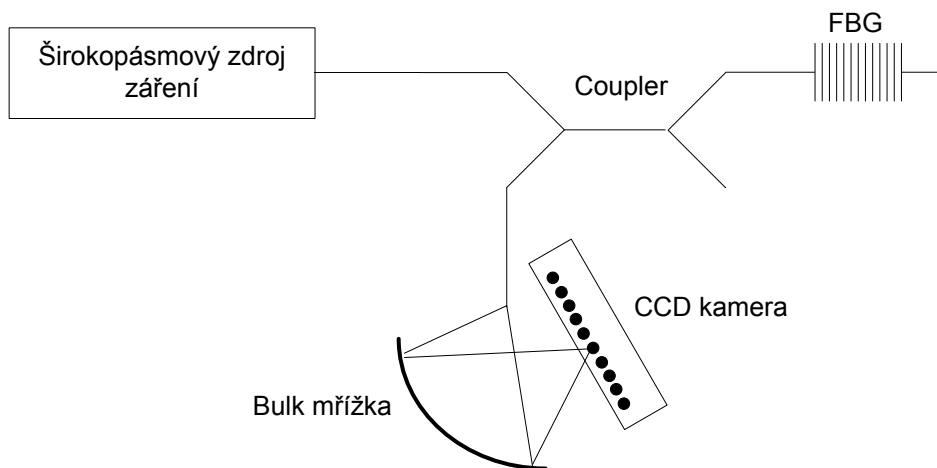 FBG
Širokopásmový zdroj
záření
Coupler
CCD kamera
Bulk mřížka